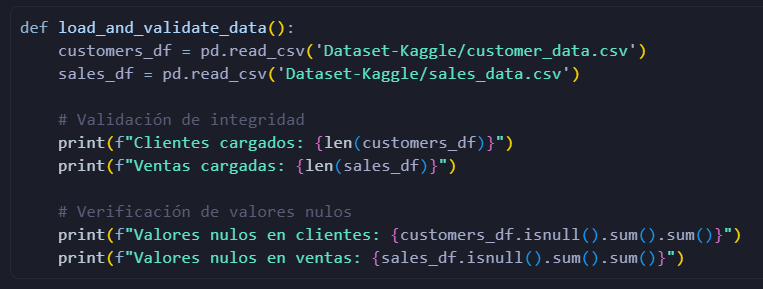 def load_and_validate_data():
    customers_df = pd.read_csv('Dataset-Kaggle/customer_data.csv')
    sales_df = pd.read_csv('Dataset-Kaggle/sales_data.csv')

    # Validación de integridad
    print(f"Clientes cargados: {len(customers_df)}")
    print(f"Ventas cargadas: {len(sales_df)}")

    # Verificación de valores nulos
    print(f"Valores nulos en clientes: {customers_df.isnull().sum().sum()}")
    print(f"Valores nulos en ventas: {sales_df.isnull().sum().sum()}")